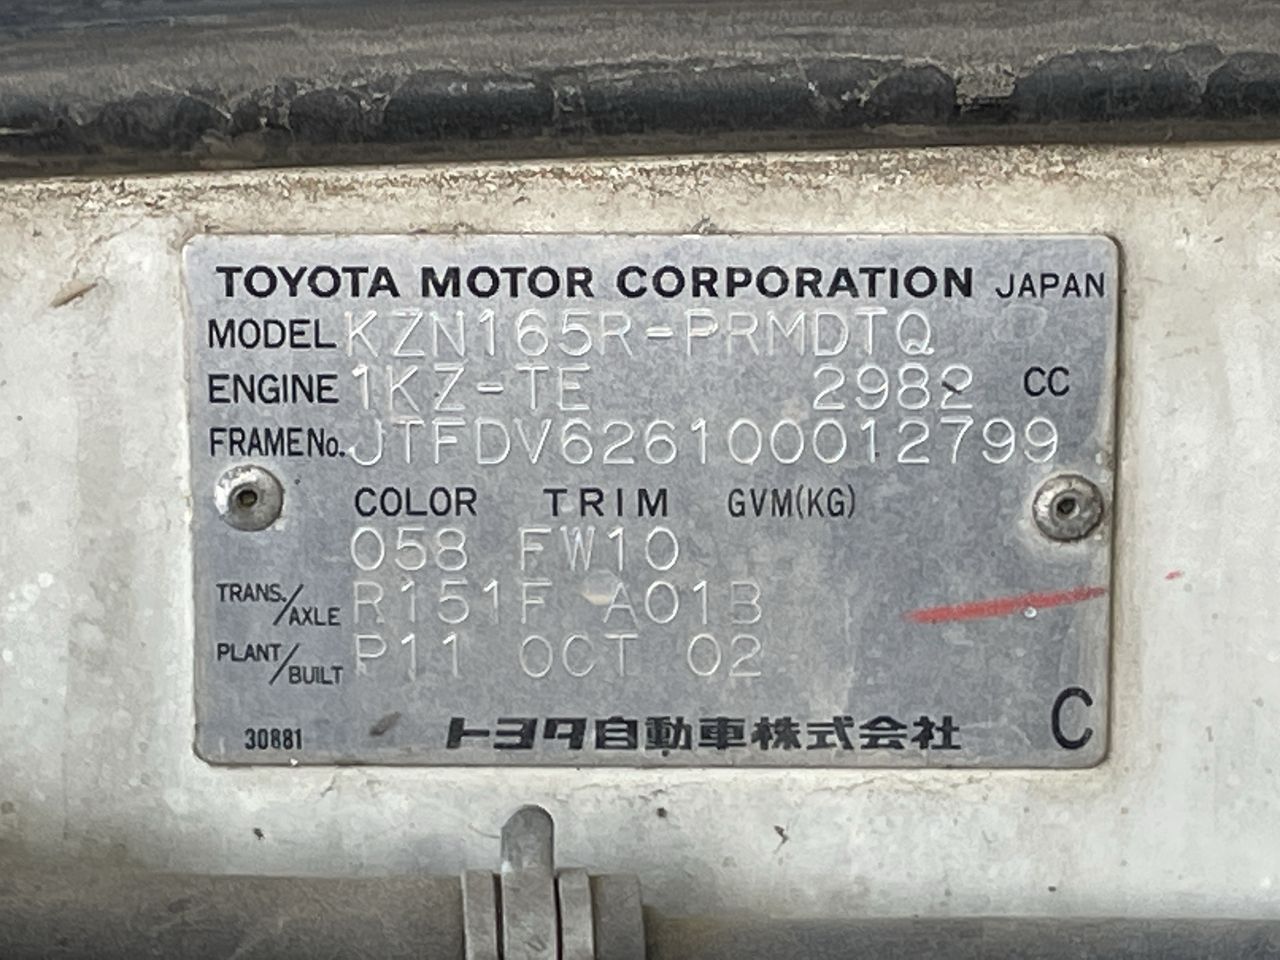 TOYOTA MOTOR CORPORATION JAPAN
MODEL KZN165R-PRMDTQ
ENGINE 1KZ-TE 2982 CC
FRAME No. JTFDV626100012799
COLOR TRIM GVM(KG)
058 FW10
TRANS./AXLE R151F A01B
PLANT/BUILT P11 OCT 02
30881 トヨタ自動車株式会社 C